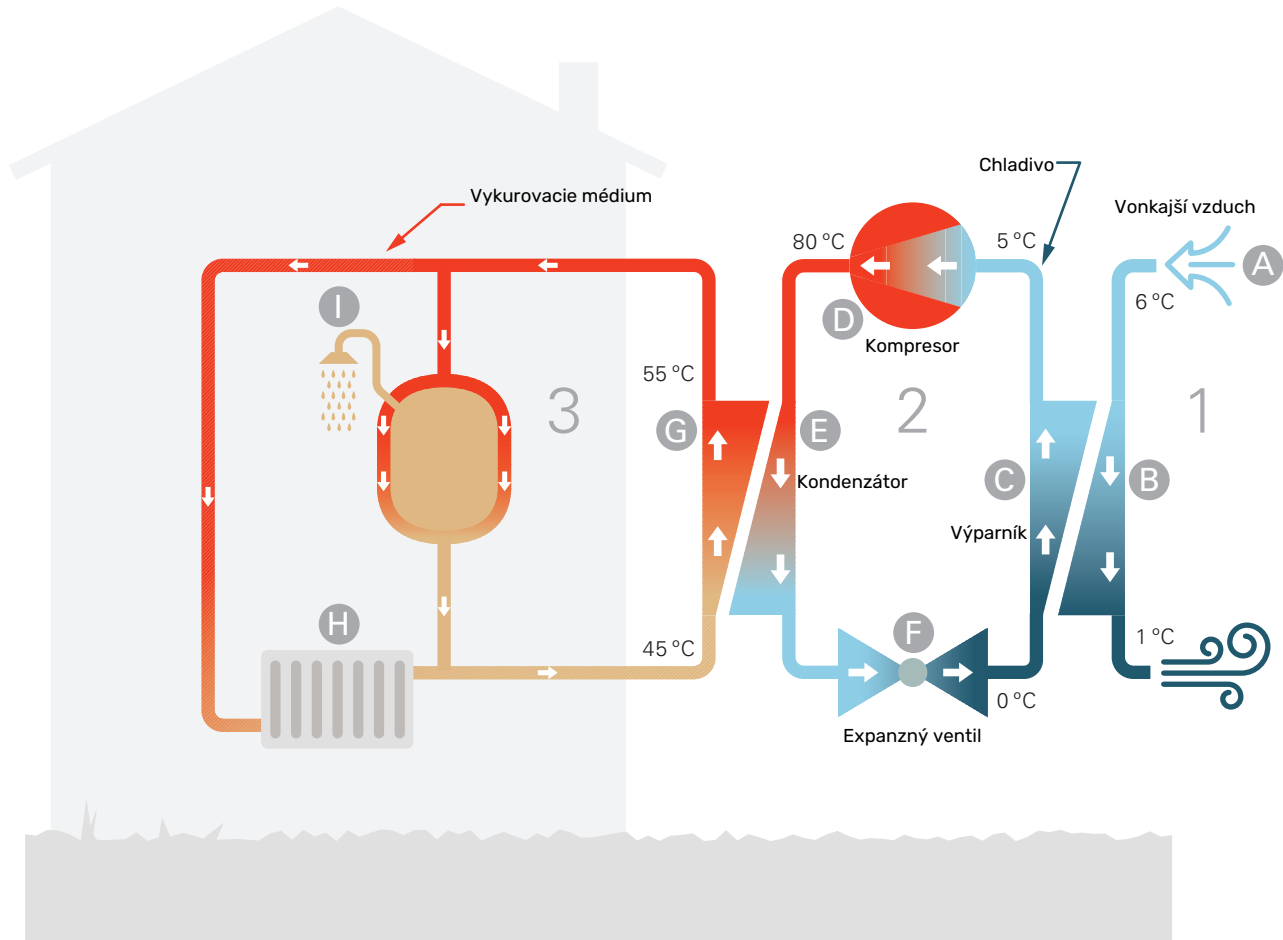 Chladivo
Vykurovacie médium
Vonkajší vzduch
80 °C
5 °C
A
6 °C
I
D
Kompresor
55 °C
3
2
1
G
E
Kondenzátor
C
B
Výparník
H
F
45 °C
1 °C
0 °C
Expanzný ventil